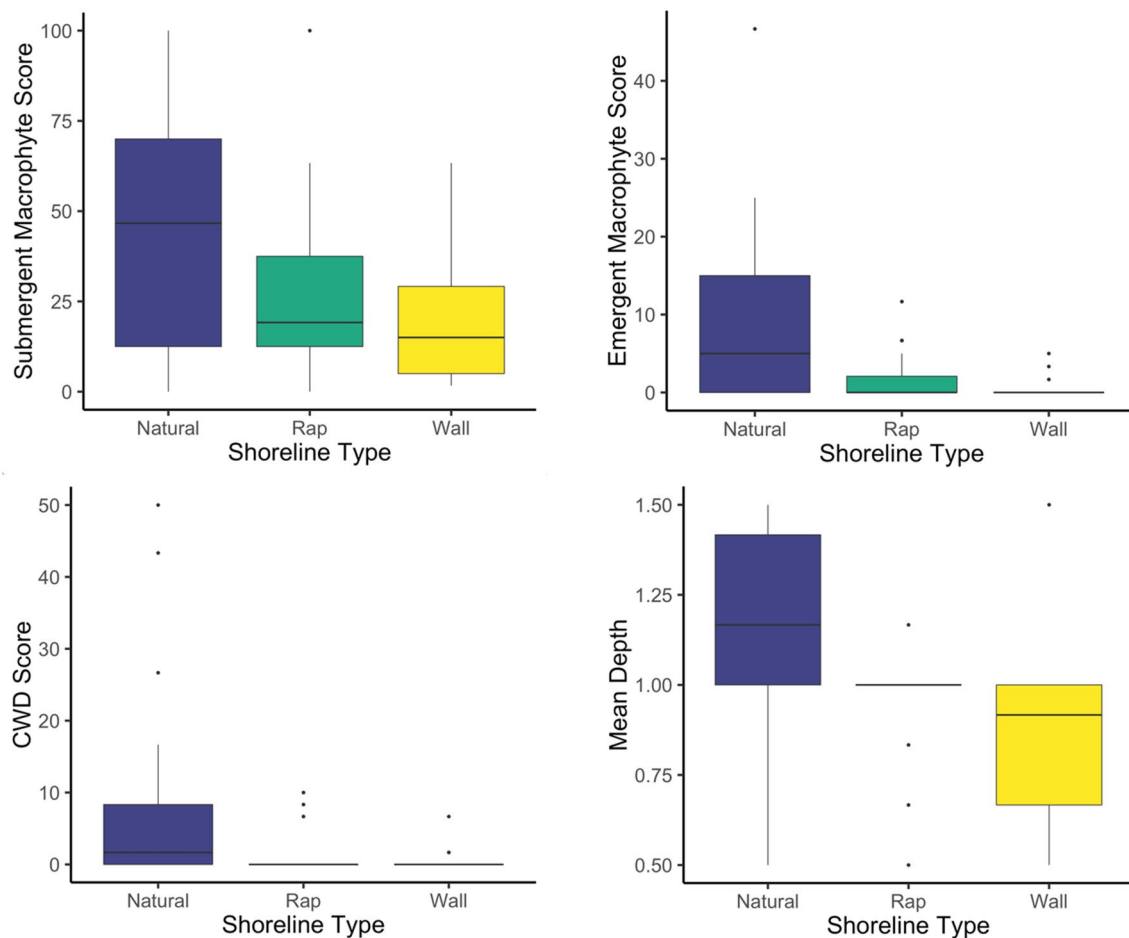 Submergent Macrophyte Score
100
75
50
25
0
Natural
Rap
Wall
Shoreline Type
Emergent Macrophyte Score
40
30
20
10
0
Natural
Rap
Wall
Shoreline Type
CWD Score
50
40
30
20
10
0
Natural
Rap
Wall
Shoreline Type
Mean Depth
1.50
1.25
1.00
0.75
0.50
Natural
Rap
Wall
Shoreline Type